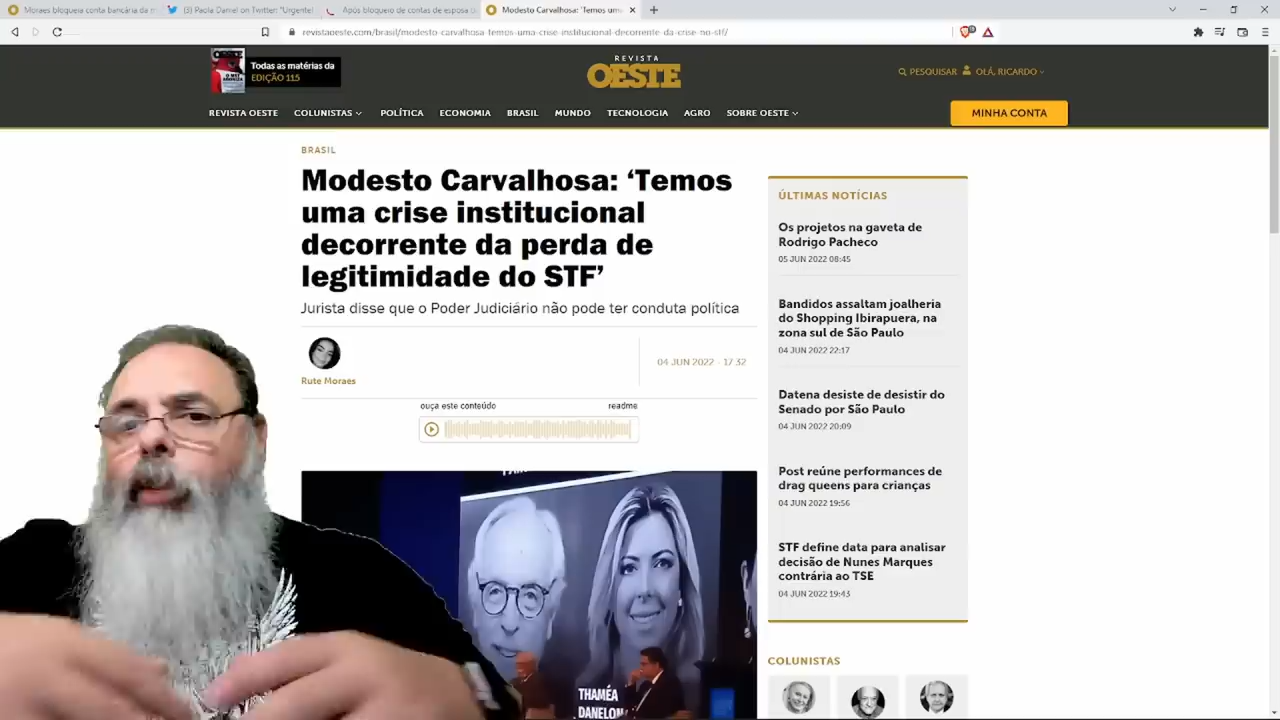 Moraes bloqueia conta bancária da m
(3) Paola Daniel on Twitter: "Urgente!
Após bloqueio de contas de esposa o
Modesto Carvalhosa: 'Temos um
revistaoeste.com/brasil/modesto-carvalhosa-temos-uma-crise-institucional-decorrente-da-crise-no-stf/
Todas as matérias da
EDIÇÃO 115
REVISTA
OESTE
PESQUISAR
OLÁ, RICARDO
REVISTA OESTE
COLUNISTAS
POLÍTICA
ECONOMIA
BRASIL
MUNDO
TECNOLOGIA
AGRO
SOBRE OESTE
MINHA CONTA
BRASIL
Modesto Carvalhosa: ‘Temos
uma crise institucional
decorrente da perda de
legitimidade do STF’
Jurista disse que o Poder Judiciário não pode ter conduta política
Rute Moraes
04 JUN 2022 - 17:32
ouça este conteúdo
readme
THAMÉA
DANELON
ÚLTIMAS NOTÍCIAS
Os projetos na gaveta de
Rodrigo Pacheco
05 JUN 2022 08:45
Bandidos assaltam joalheria
do Shopping Ibirapuera, na
zona sul de São Paulo
04 JUN 2022 22:17
Datena desiste de desistir do
Senado por São Paulo
04 JUN 2022 20:09
Post reúne performances de
drag queens para crianças
04 JUN 2022 19:56
STF define data para analisar
decisão de Nunes Marques
contrária ao TSE
04 JUN 2022 19:43
COLUNISTAS